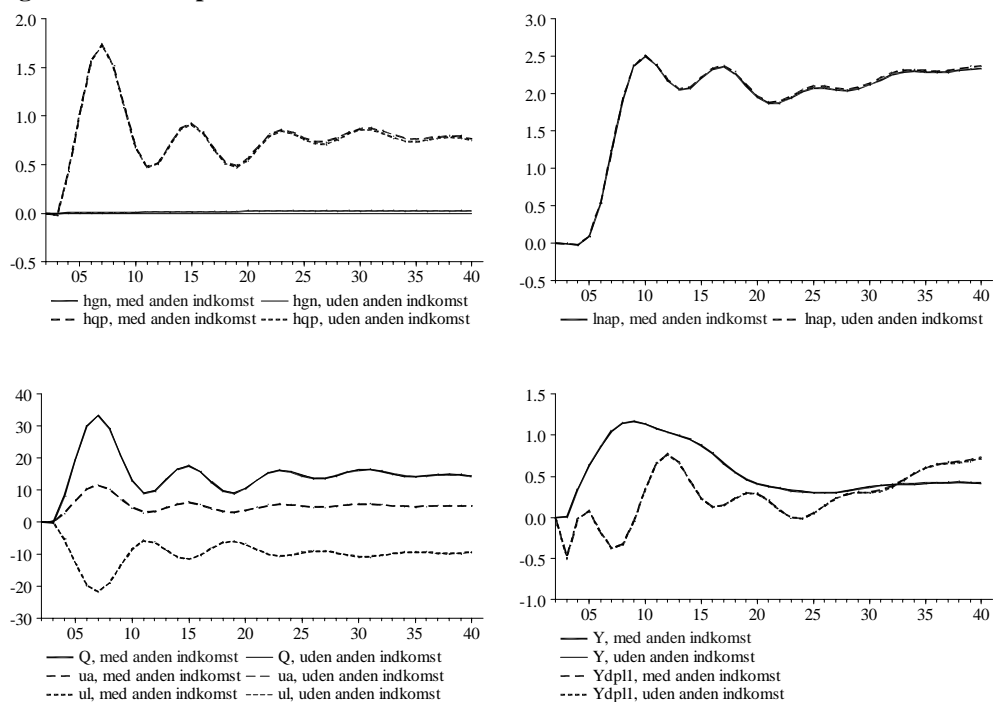 2.0
1.5
1.0
0.5
0.0
-0.5
05 10 15 20 25 30 35 40
hgn, med anden indkomst hgn, uden anden indkomst
hqp, med anden indkomst hqp, uden anden indkomst
3.0
2.5
2.0
1.5
1.0
0.5
0.0
-0.5
05 10 15 20 25 30 35 40
lnap, med anden indkomst lnap, uden anden indkomst
40
30
20
10
0
-10
-20
-30
05 10 15 20 25 30 35 40
Q, med anden indkomst Q, uden anden indkomst
ua, med anden indkomst ua, uden anden indkomst
ul, med anden indkomst ul, uden anden indkomst
1.5
1.0
0.5
0.0
-0.5
-1.0
05 10 15 20 25 30 35 40
Y, med anden indkomst
Y, uden anden indkomst
Ydpl1, med anden indkomst
Ydpl1, uden anden indkomst